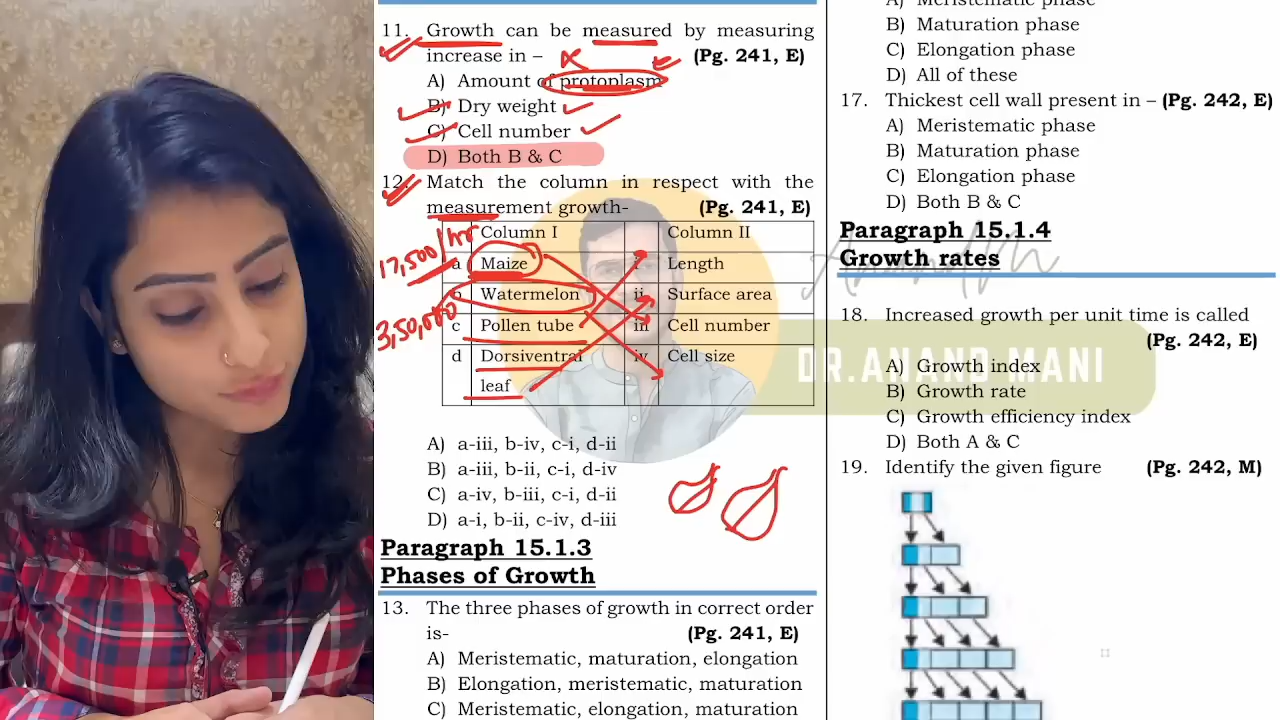 11. Growth can be measured by measuring
increase in – (Pg. 241, E)
A) Amount of protoplasm
B) Dry weight
C) Cell number
D) Both B & C
12. Match the column in respect with the
measurement growth- (Pg. 241, E)
17,500/hr
3,50,000
Column I Column II
a Maize i Length
b Watermelon ii Surface area
c Pollen tube iii Cell number
d Dorsiventral iv Cell size
leaf
A) a-iii, b-iv, c-i, d-ii
B) a-iii, b-ii, c-i, d-iv
C) a-iv, b-iii, c-i, d-ii
D) a-i, b-ii, c-iv, d-iii
Paragraph 15.1.3
Phases of Growth
13. The three phases of growth in correct order
is- (Pg. 241, E)
A) Meristematic, maturation, elongation
B) Elongation, meristematic, maturation
C) Meristematic, elongation, maturation
A) Meristematic phase
B) Maturation phase
C) Elongation phase
D) All of these
17. Thickest cell wall present in – (Pg. 242, E)
A) Meristematic phase
B) Maturation phase
C) Elongation phase
D) Both B & C
Paragraph 15.1.4
Growth rates
18. Increased growth per unit time is called
(Pg. 242, E)
A) Growth index
B) Growth rate
C) Growth efficiency index
D) Both A & C
19. Identify the given figure (Pg. 242, M)
DR.ANAND MANI